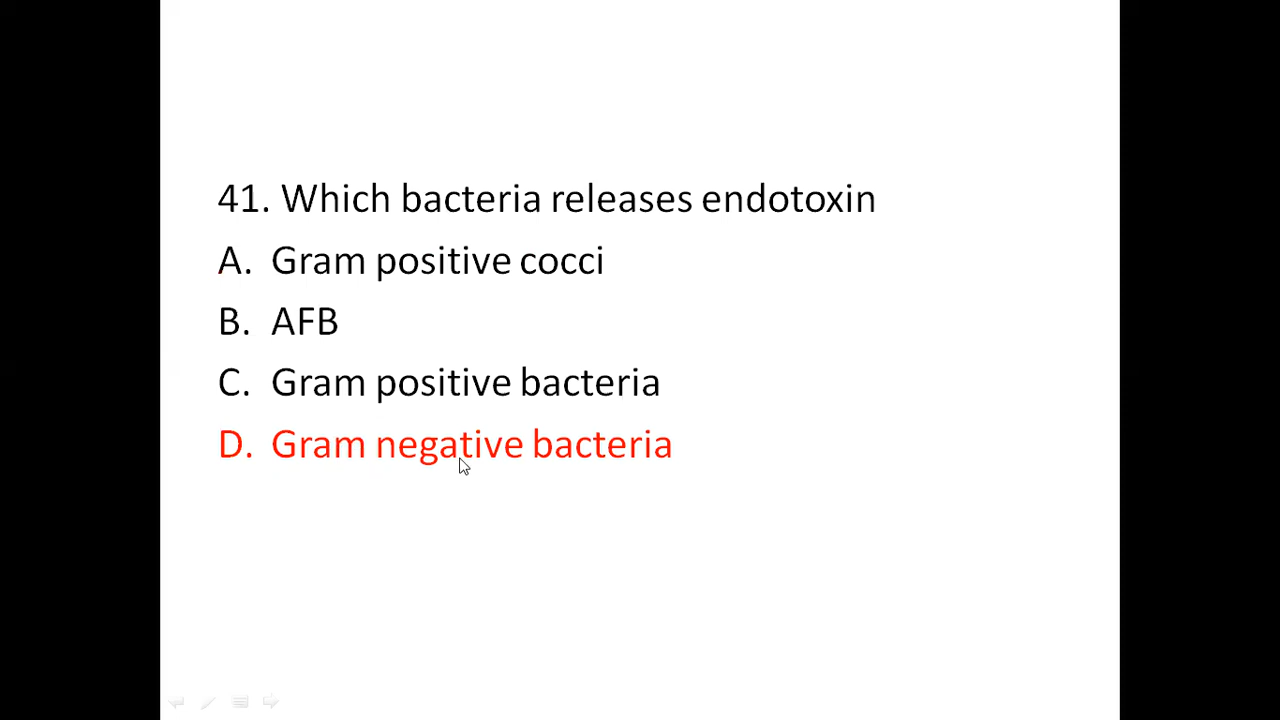 41. Which bacteria releases endotoxin
A. Gram positive cocci
B. AFB
C. Gram positive bacteria
D. Gram negative bacteria